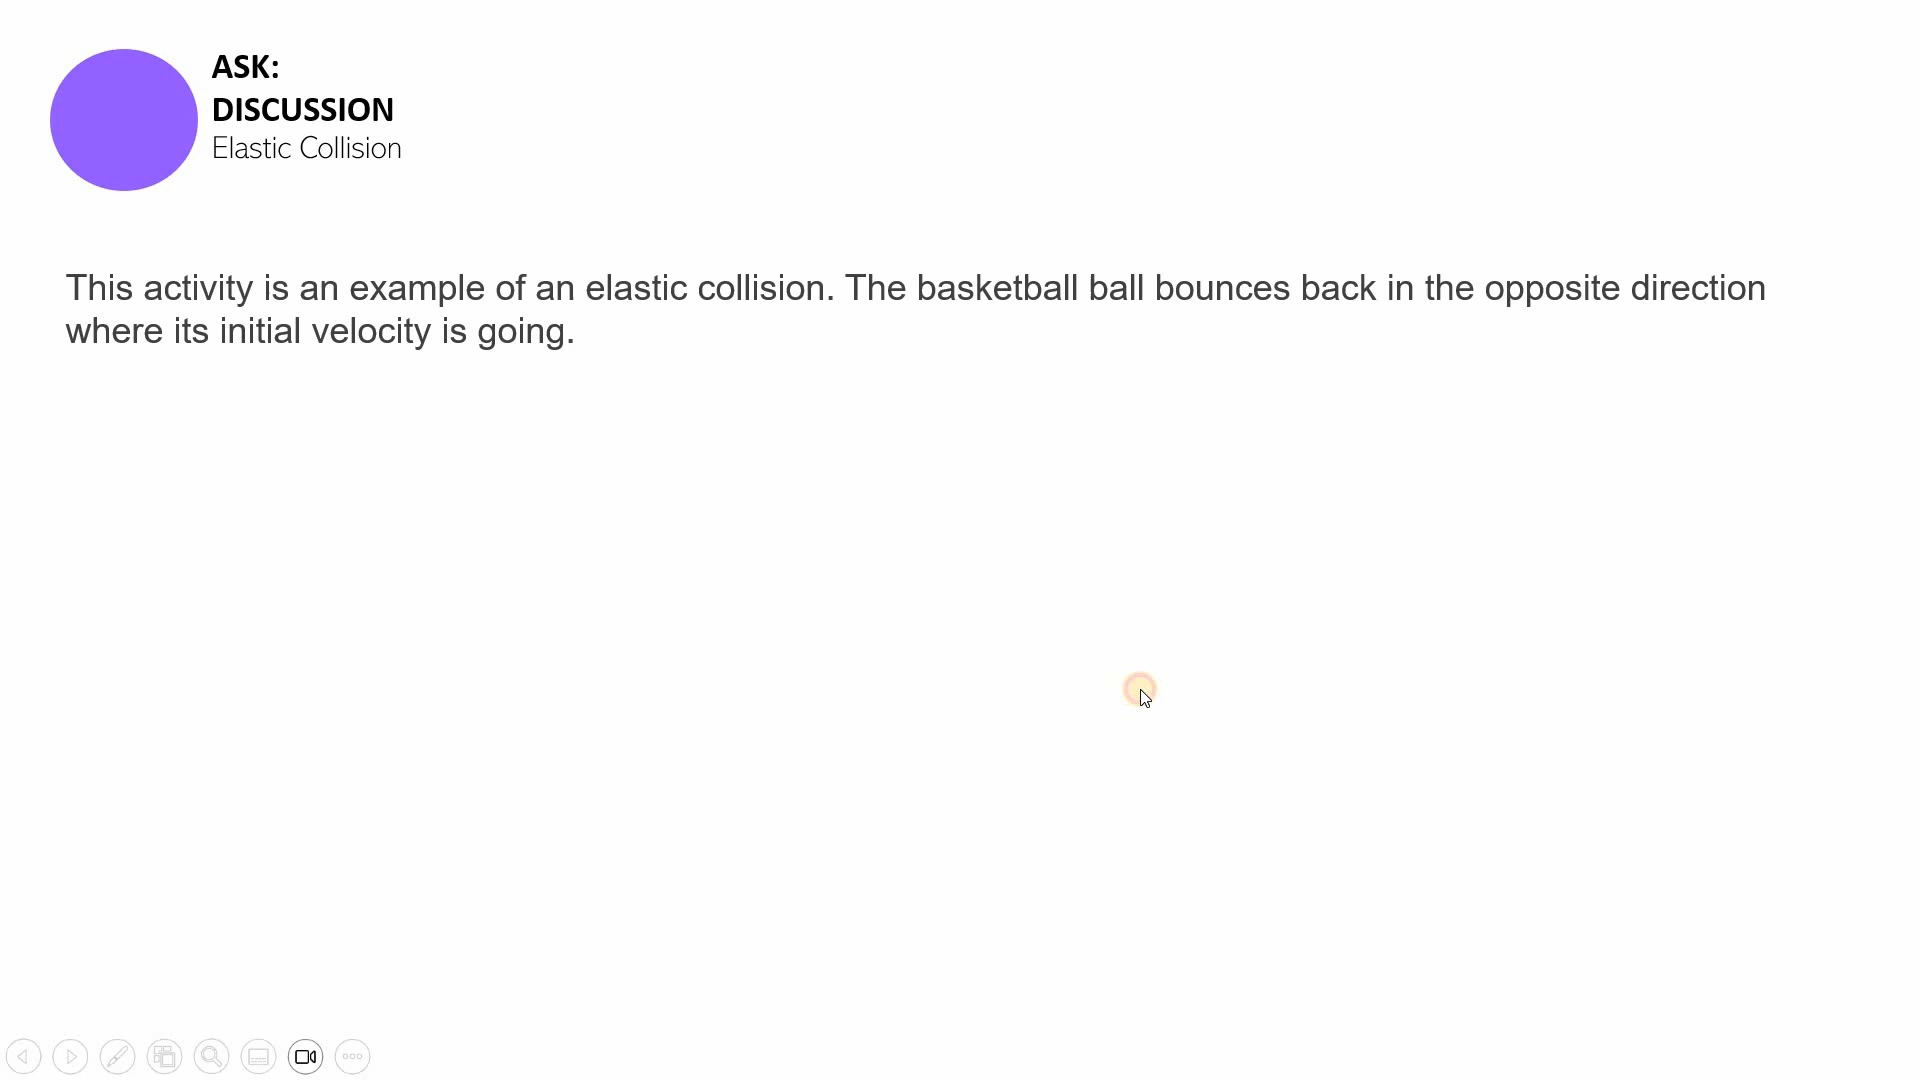 ASK:
DISCUSSION
Elastic Collision
This activity is an example of an elastic collision. The basketball ball bounces back in the opposite direction
where its initial velocity is going.